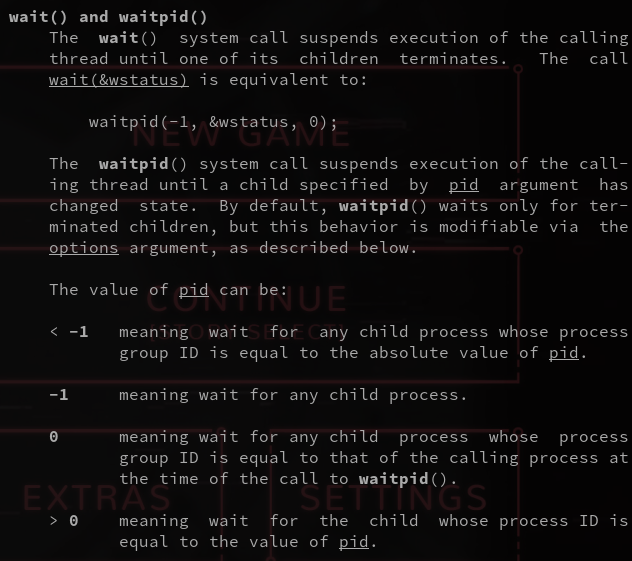 wait() and waitpid()
The wait() system call suspends execution of the calling
thread until one of its children terminates. The call
wait(&wstatus) is equivalent to:
waitpid(-1, &wstatus, 0);
NEW GAME
The waitpid() system call suspends execution of the call-
ing thread until a child specified by pid argument has
changed state. By default, waitpid() waits only for ter-
minated children, but this behavior is modifiable via the
options argument, as described below.
The value of pid can be:
CONTINUE
< -1 meaning wait for any child process whose process
group ID is equal to the absolute value of pid.
-1 meaning wait for any child process.
0 meaning wait for any child process whose process
group ID is equal to that of the calling process at
the time of the call to waitpid().
EXTRAS SETTINGS
> 0 meaning wait for the child whose process ID is
equal to the value of pid.